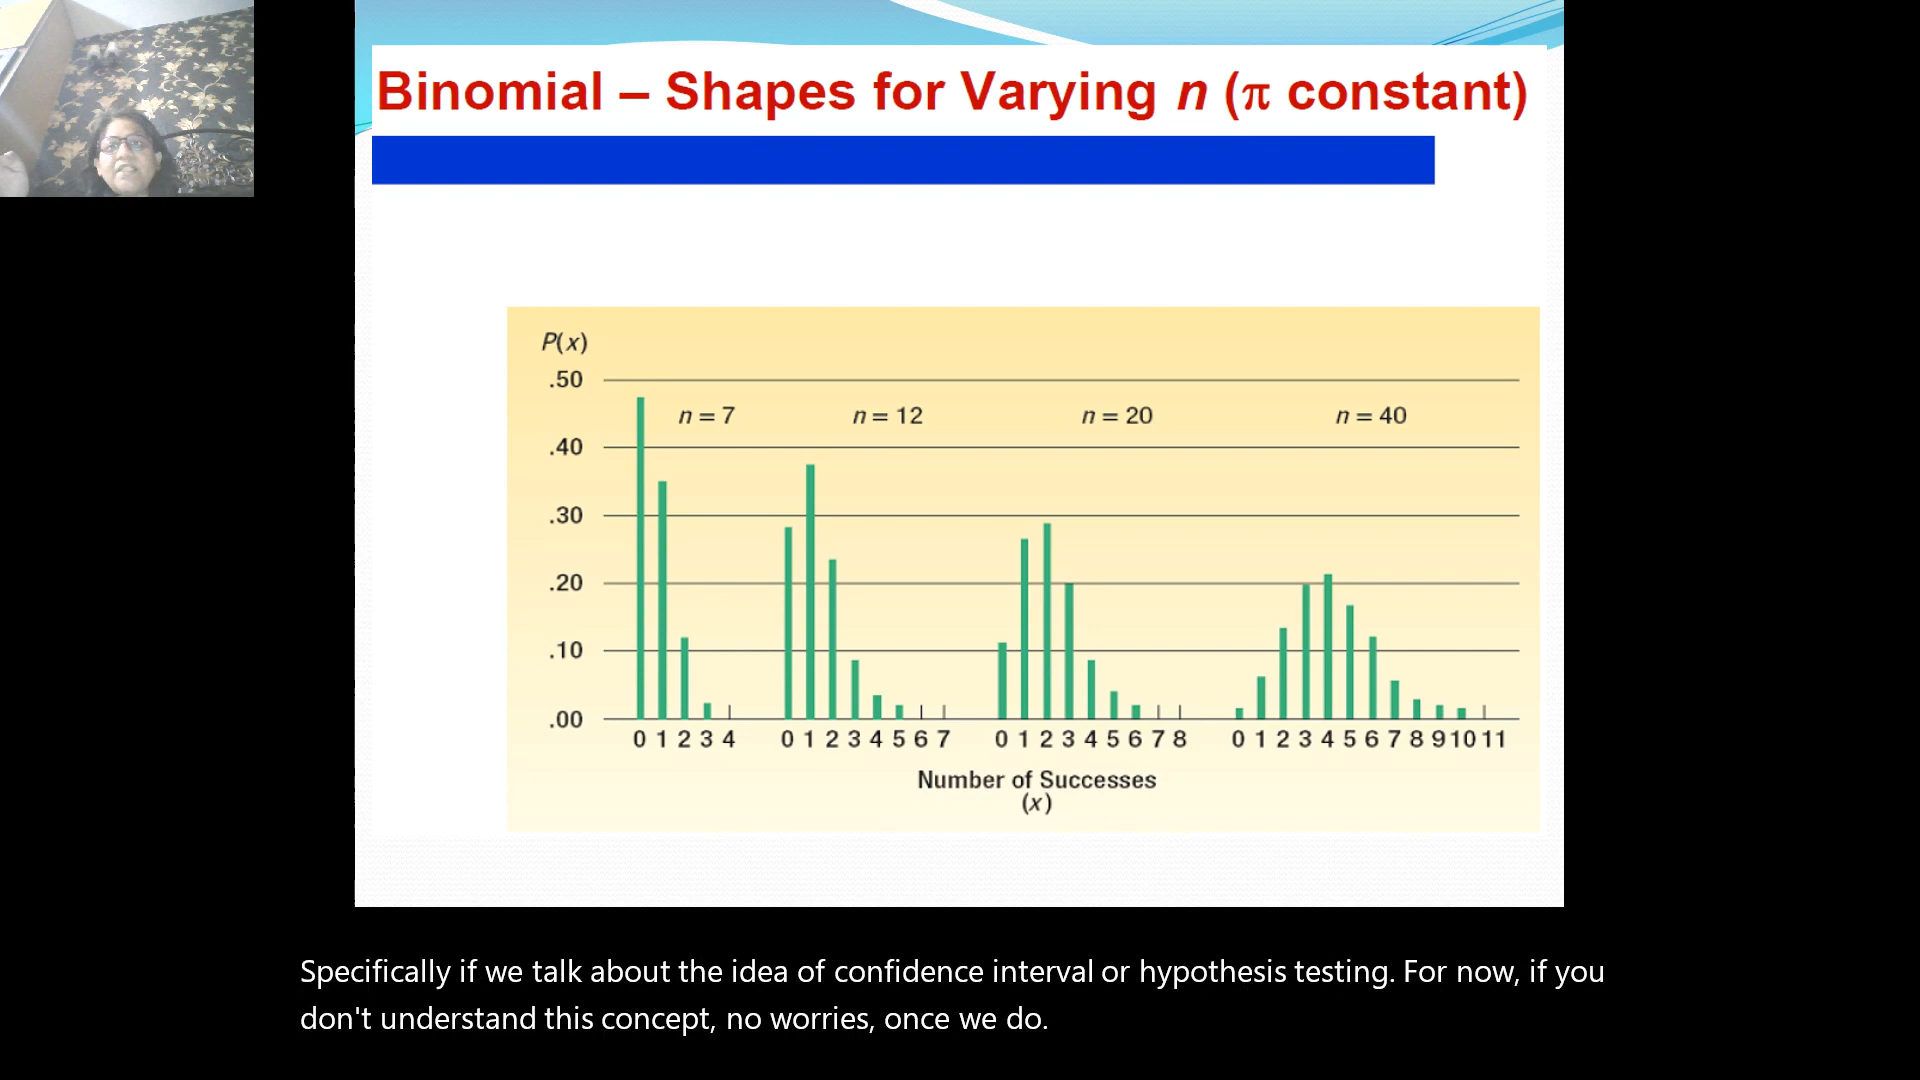 Binomial – Shapes for Varying n (π constant)
P(x)
.50
n = 7 n = 12 n = 20 n = 40
.40
.30
.20
.10
.00
0 1 2 3 4 0 1 2 3 4 5 6 7 0 1 2 3 4 5 6 7 8 0 1 2 3 4 5 6 7 8 9 10 11
Number of Successes
(x)
Specifically if we talk about the idea of confidence interval or hypothesis testing. For now, if you
don't understand this concept, no worries, once we do.